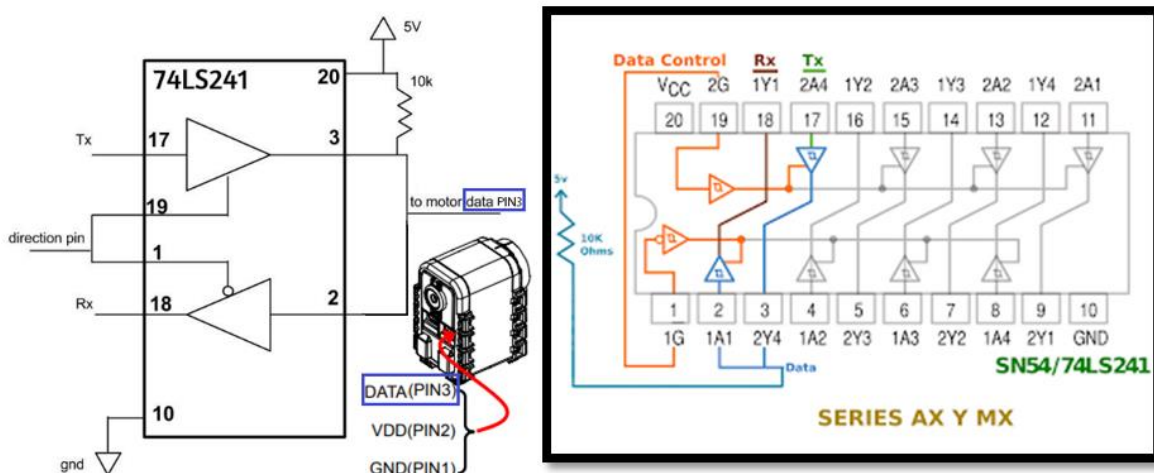 5V
74LS241
20
10k
Tx
17
3
19
to motor data PIN3
direction pin
1
Rx
18
2
10
gnd
DATA(PIN3)
VDD(PIN2)
GND(PIN1)
Data Control Rx Tx
VCC 2G 1Y1 2A4 1Y2 2A3 1Y3 2A2 1Y4 2A1
20 19 18 17 16 15 14 13 12 11
5v
10K
Ohms
1 2 3 4 5 6 7 8 9 10
1G 1A1 2Y4 1A2 2Y3 1A3 2Y2 1A4 2Y1 GND
Data
SN54/74LS241
SERIES AX Y MX